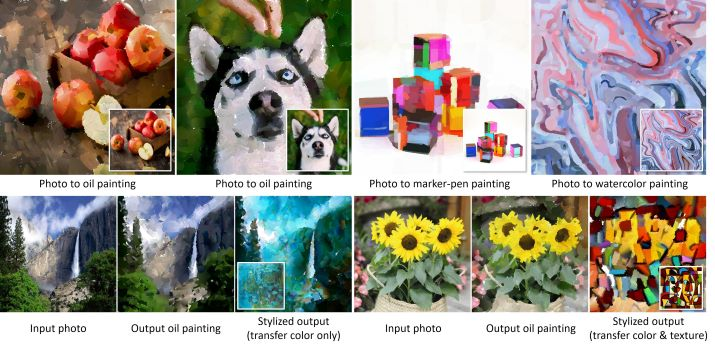 Photo to oil painting
Photo to oil painting
Photo to marker-pen painting
Photo to watercolor painting
Input photo
Output oil painting
Stylized output
(transfer color only)
Input photo
Output oil painting
Stylized output
(transfer color & texture)